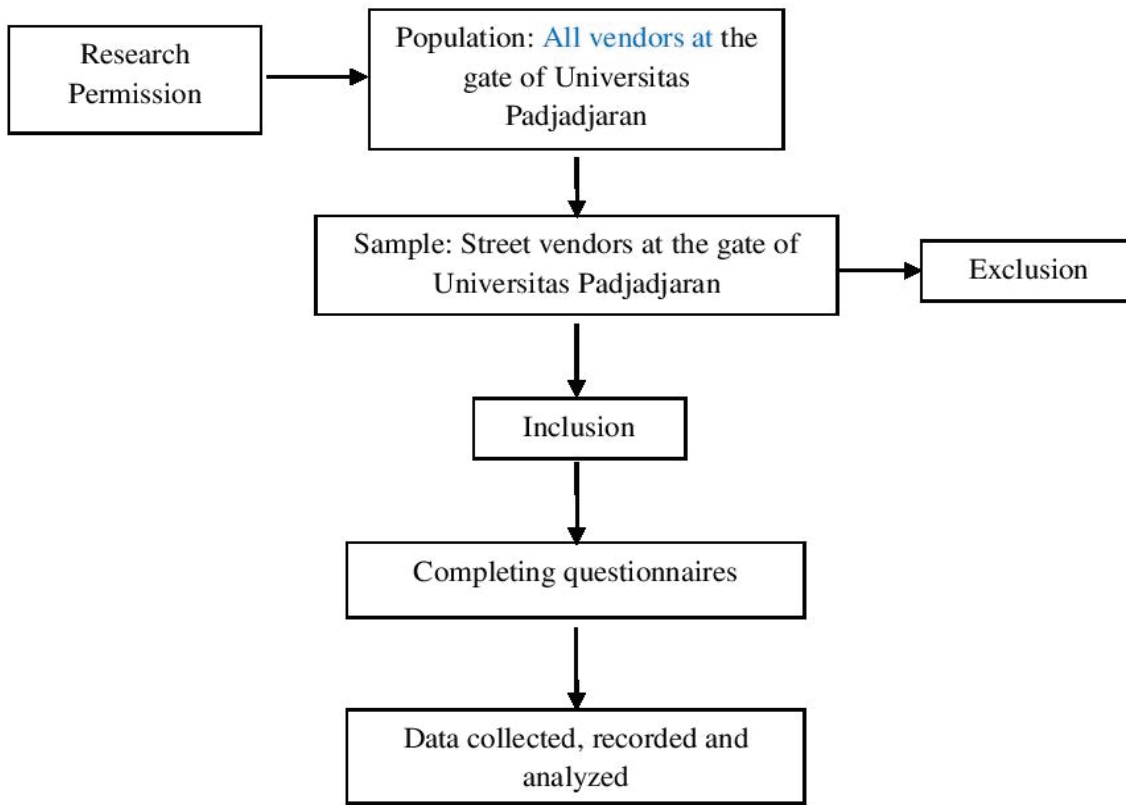 Research
Permission
Population: All vendors at the
gate of Universitas
Padjadjaran
Sample: Street vendors at the gate of
Universitas Padjadjaran
Exclusion
Inclusion
Completing questionnaires
Data collected, recorded and
analyzed